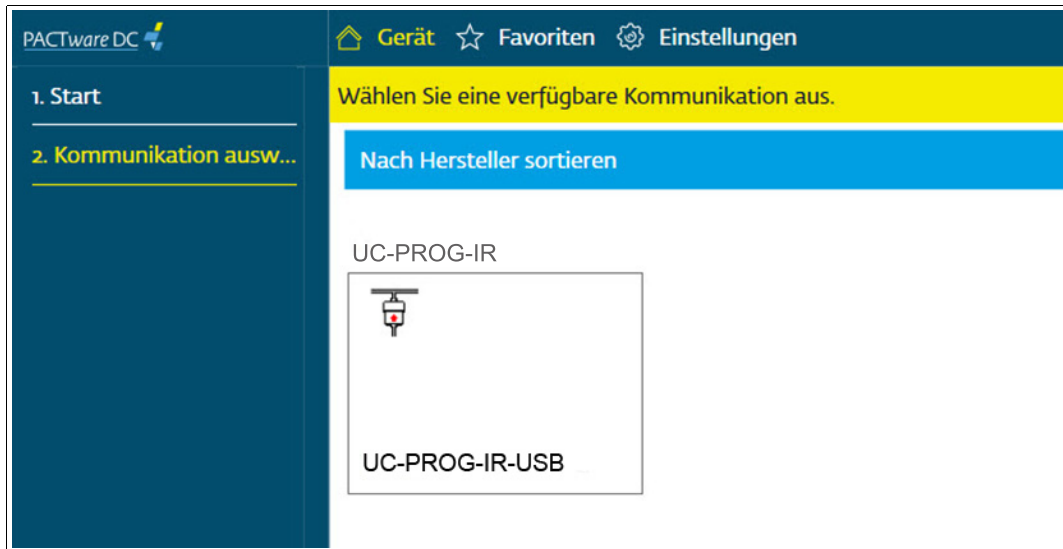 PACTware DC
Gerät Favoriten Einstellungen
1. Start
Wählen Sie eine verfügbare Kommunikation aus.
2. Kommunikation ausw...
Nach Hersteller sortieren
UC-PROG-IR
UC-PROG-IR-USB